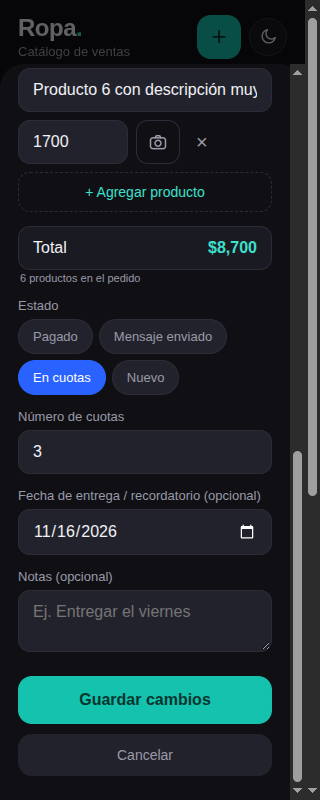 Ropa.
Catálogo de ventas
Producto 6 con descripción muy
1700
+ Agregar producto
Total $8,700
6 productos en el pedido
Estado
Pagado Mensaje enviado
En cuotas Nuevo
Número de cuotas
3
Fecha de entrega / recordatorio (opcional)
11/16/2026
Notas (opcional)
Ej. Entregar el viernes
Guardar cambios
Cancelar